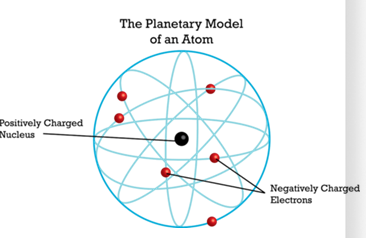 The Planetary Model
of an Atom
Positively Charged
Nucleus
Negatively Charged
Electrons